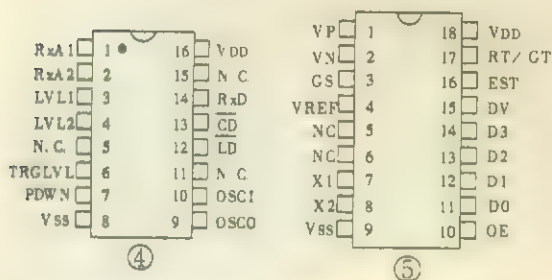 RxA1 1 16 VDD
RxA2 2 15 N C.
LVL1 3 14 RxD
LVL2 4 13 CD
N.C. 5 12 LD
TRGLVL 6 11 N C
PDWN 7 10 OSCI
VSS 8 9 OSCO
④
VP 1 18 VDD
VN 2 17 RT/GT
GS 3 16 EST
VREF 4 15 DV
NC 5 14 D3
NC 6 13 D2
X1 7 12 D1
X2 8 11 D0
VSS 9 10 OE
⑤